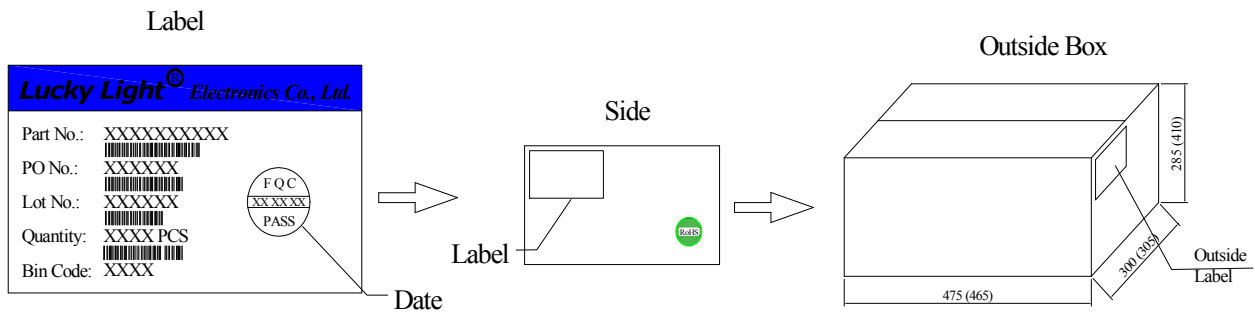 Label
Lucky Light® Electronics Co., Ltd.
Part No.: XXXXXXXXXX
PO No.: XXXXXX
Lot No.: XXXXXX
Quantity: XXXX PCS
Bin Code: XXXX
FQC
XX XX XX
PASS
Date
Side
RoHS
Label
Outside Box
285 (410)
300 (305)
475 (465)
Outside
Label